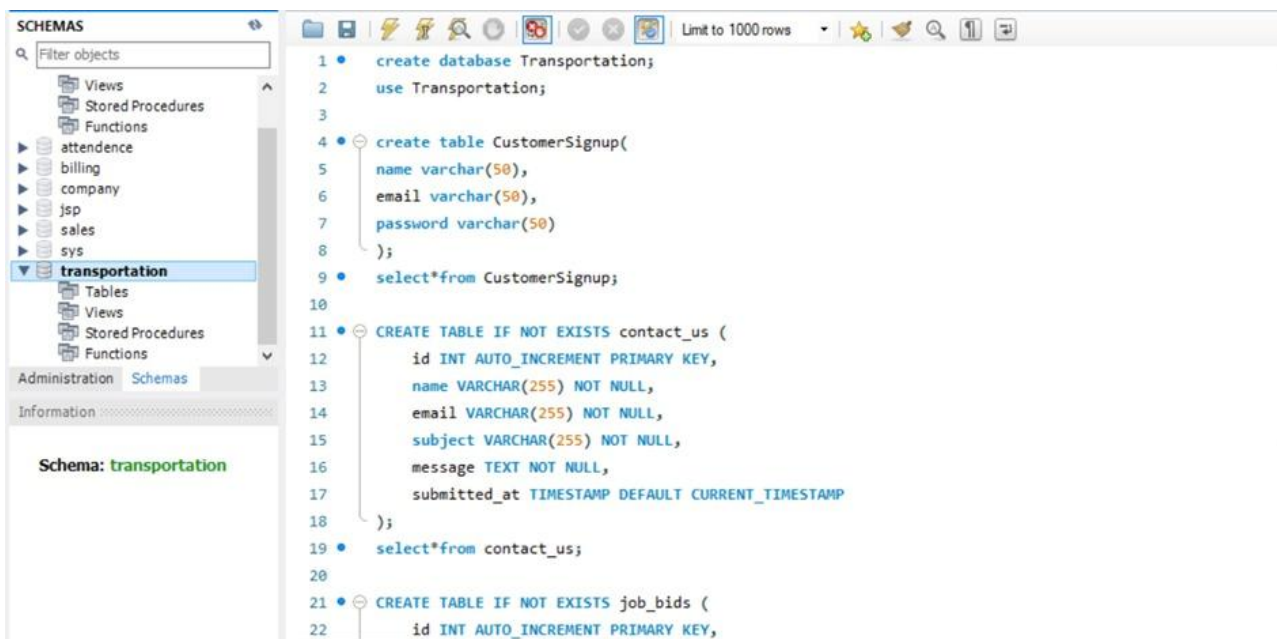 SCHEMAS
Filter objects
Views
Stored Procedures
Functions
attendence
billing
company
jsp
sales
sys
transportation
Tables
Views
Stored Procedures
Functions
Administration Schemas
Information
Schema: transportation
Limit to 1000 rows
1 create database Transportation;
2 use Transportation;
3
4 create table CustomerSignup(
5 name varchar(50),
6 email varchar(50),
7 password varchar(50)
8 );
9 select*from CustomerSignup;
10
11 CREATE TABLE IF NOT EXISTS contact_us (
12 id INT AUTO_INCREMENT PRIMARY KEY,
13 name VARCHAR(255) NOT NULL,
14 email VARCHAR(255) NOT NULL,
15 subject VARCHAR(255) NOT NULL,
16 message TEXT NOT NULL,
17 submitted_at TIMESTAMP DEFAULT CURRENT_TIMESTAMP
18 );
19 select*from contact_us;
20
21 CREATE TABLE IF NOT EXISTS job_bids (
22 id INT AUTO_INCREMENT PRIMARY KEY,